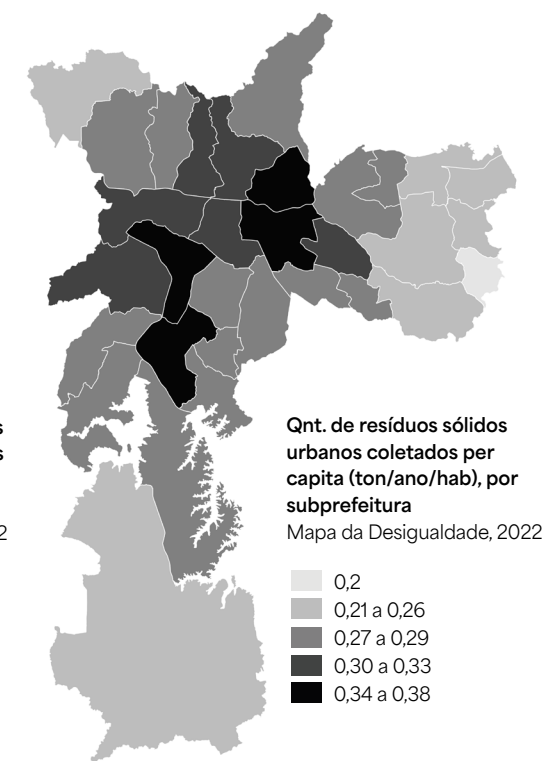 s
s
2
Qnt. de resíduos sólidos
urbanos coletados per
capita (ton/ano/hab), por
subprefeitura
Mapa da Desigualdade, 2022
0,2
0,21 a 0,26
0,27 a 0,29
0,30 a 0,33
0,34 a 0,38